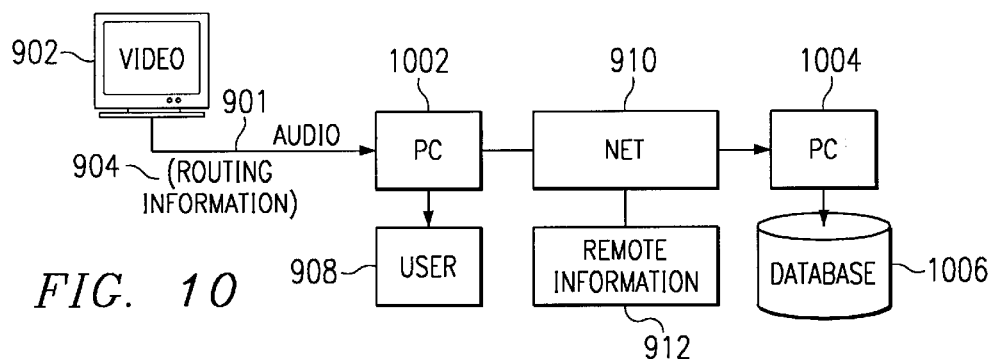 902
VIDEO
901
AUDIO
904
(ROUTING
INFORMATION)
1002
PC
910
NET
1004
PC
908
USER
REMOTE
INFORMATION
912
DATABASE
1006
FIG. 10